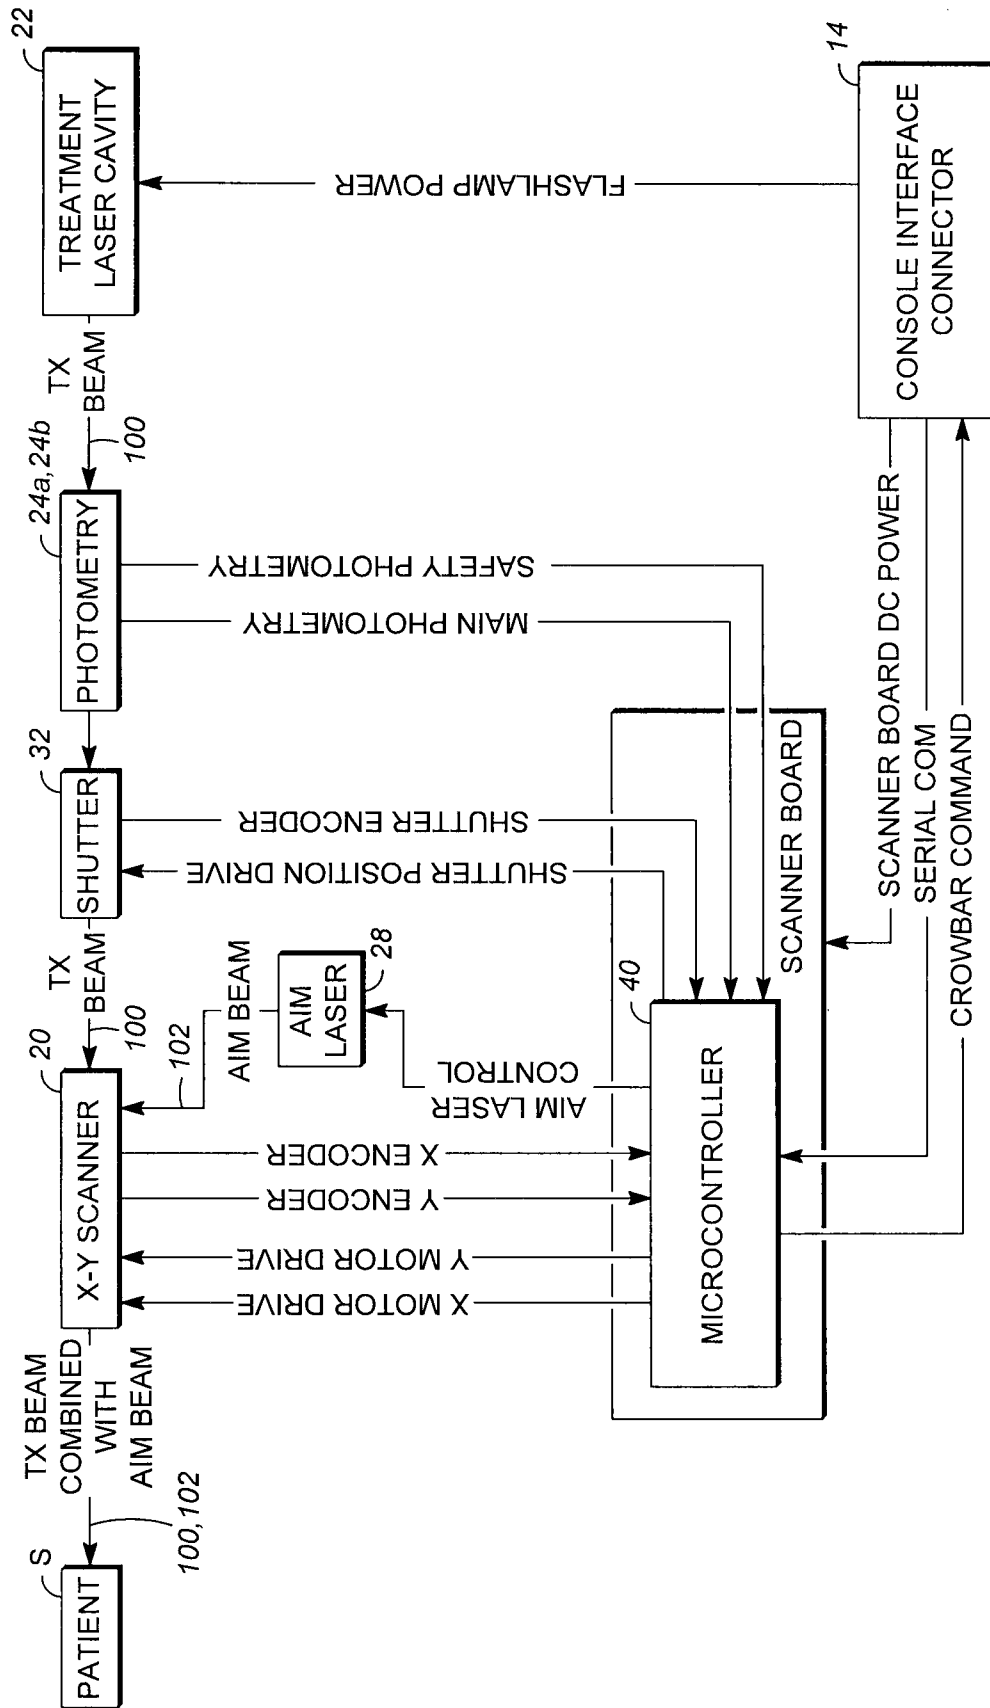 S
PATIENT
TX BEAM
COMBINED
WITH
AIM BEAM
100, 102
20
X-Y SCANNER
TX
BEAM
100
32
SHUTTER
24a, 24b
PHOTOMETRY
TX
BEAM
100
22
TREATMENT
LASER CAVITY
X MOTOR DRIVE
Y MOTOR DRIVE
Y ENCODER
X ENCODER
102
AIM BEAM
AIM
LASER
28
AIM LASER
CONTROL
SHUTTER POSITION DRIVE
SHUTTER ENCODER
MAIN PHOTOMETRY
SAFETY PHOTOMETRY
FLASHLAMP POWER
40
MICROCONTROLLER
SCANNER BOARD
SCANNER BOARD DC POWER
SERIAL COM
CROWBAR COMMAND
14
CONSOLE INTERFACE
CONNECTOR